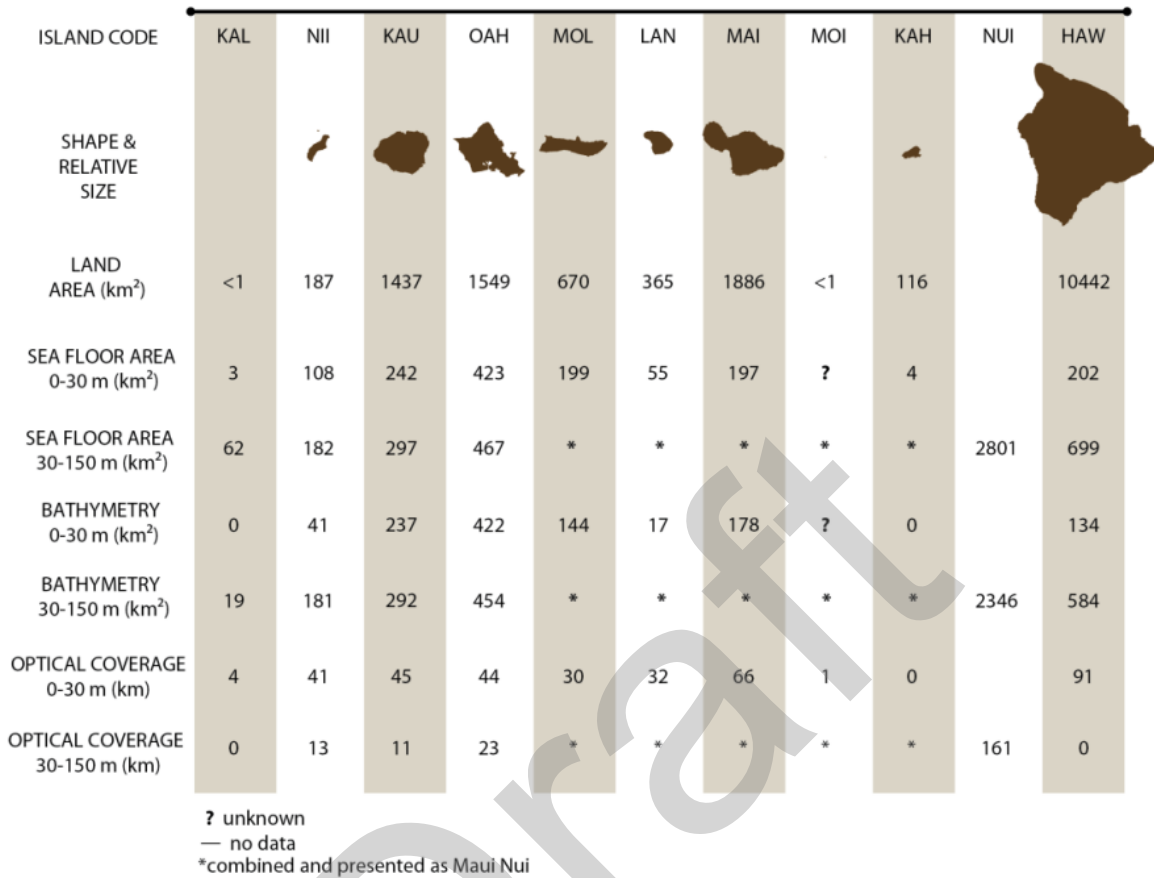 ISLAND CODE KAL NII KAU OAH MOL LAN MAI MOI KAH NUI HAW
SHAPE &
RELATIVE
SIZE
LAND
AREA (km²) <1 187 1437 1549 670 365 1886 <1 116 10442
SEA FLOOR AREA
0-30 m (km²) 3 108 242 423 199 55 197 ? 4 202
SEA FLOOR AREA
30-150 m (km²) 62 182 297 467 * * * * * 2801 699
BATHYMETRY
0-30 m (km²) 0 41 237 422 144 17 178 ? 0 134
BATHYMETRY
30-150 m (km²) 19 181 292 454 * * * * * 2346 584
OPTICAL COVERAGE
0-30 m (km) 4 41 45 44 30 32 66 1 0 91
OPTICAL COVERAGE
30-150 m (km) 0 13 11 23 * * * * * 161 0
? unknown
— no data
*combined and presented as Maui Nui
Draft